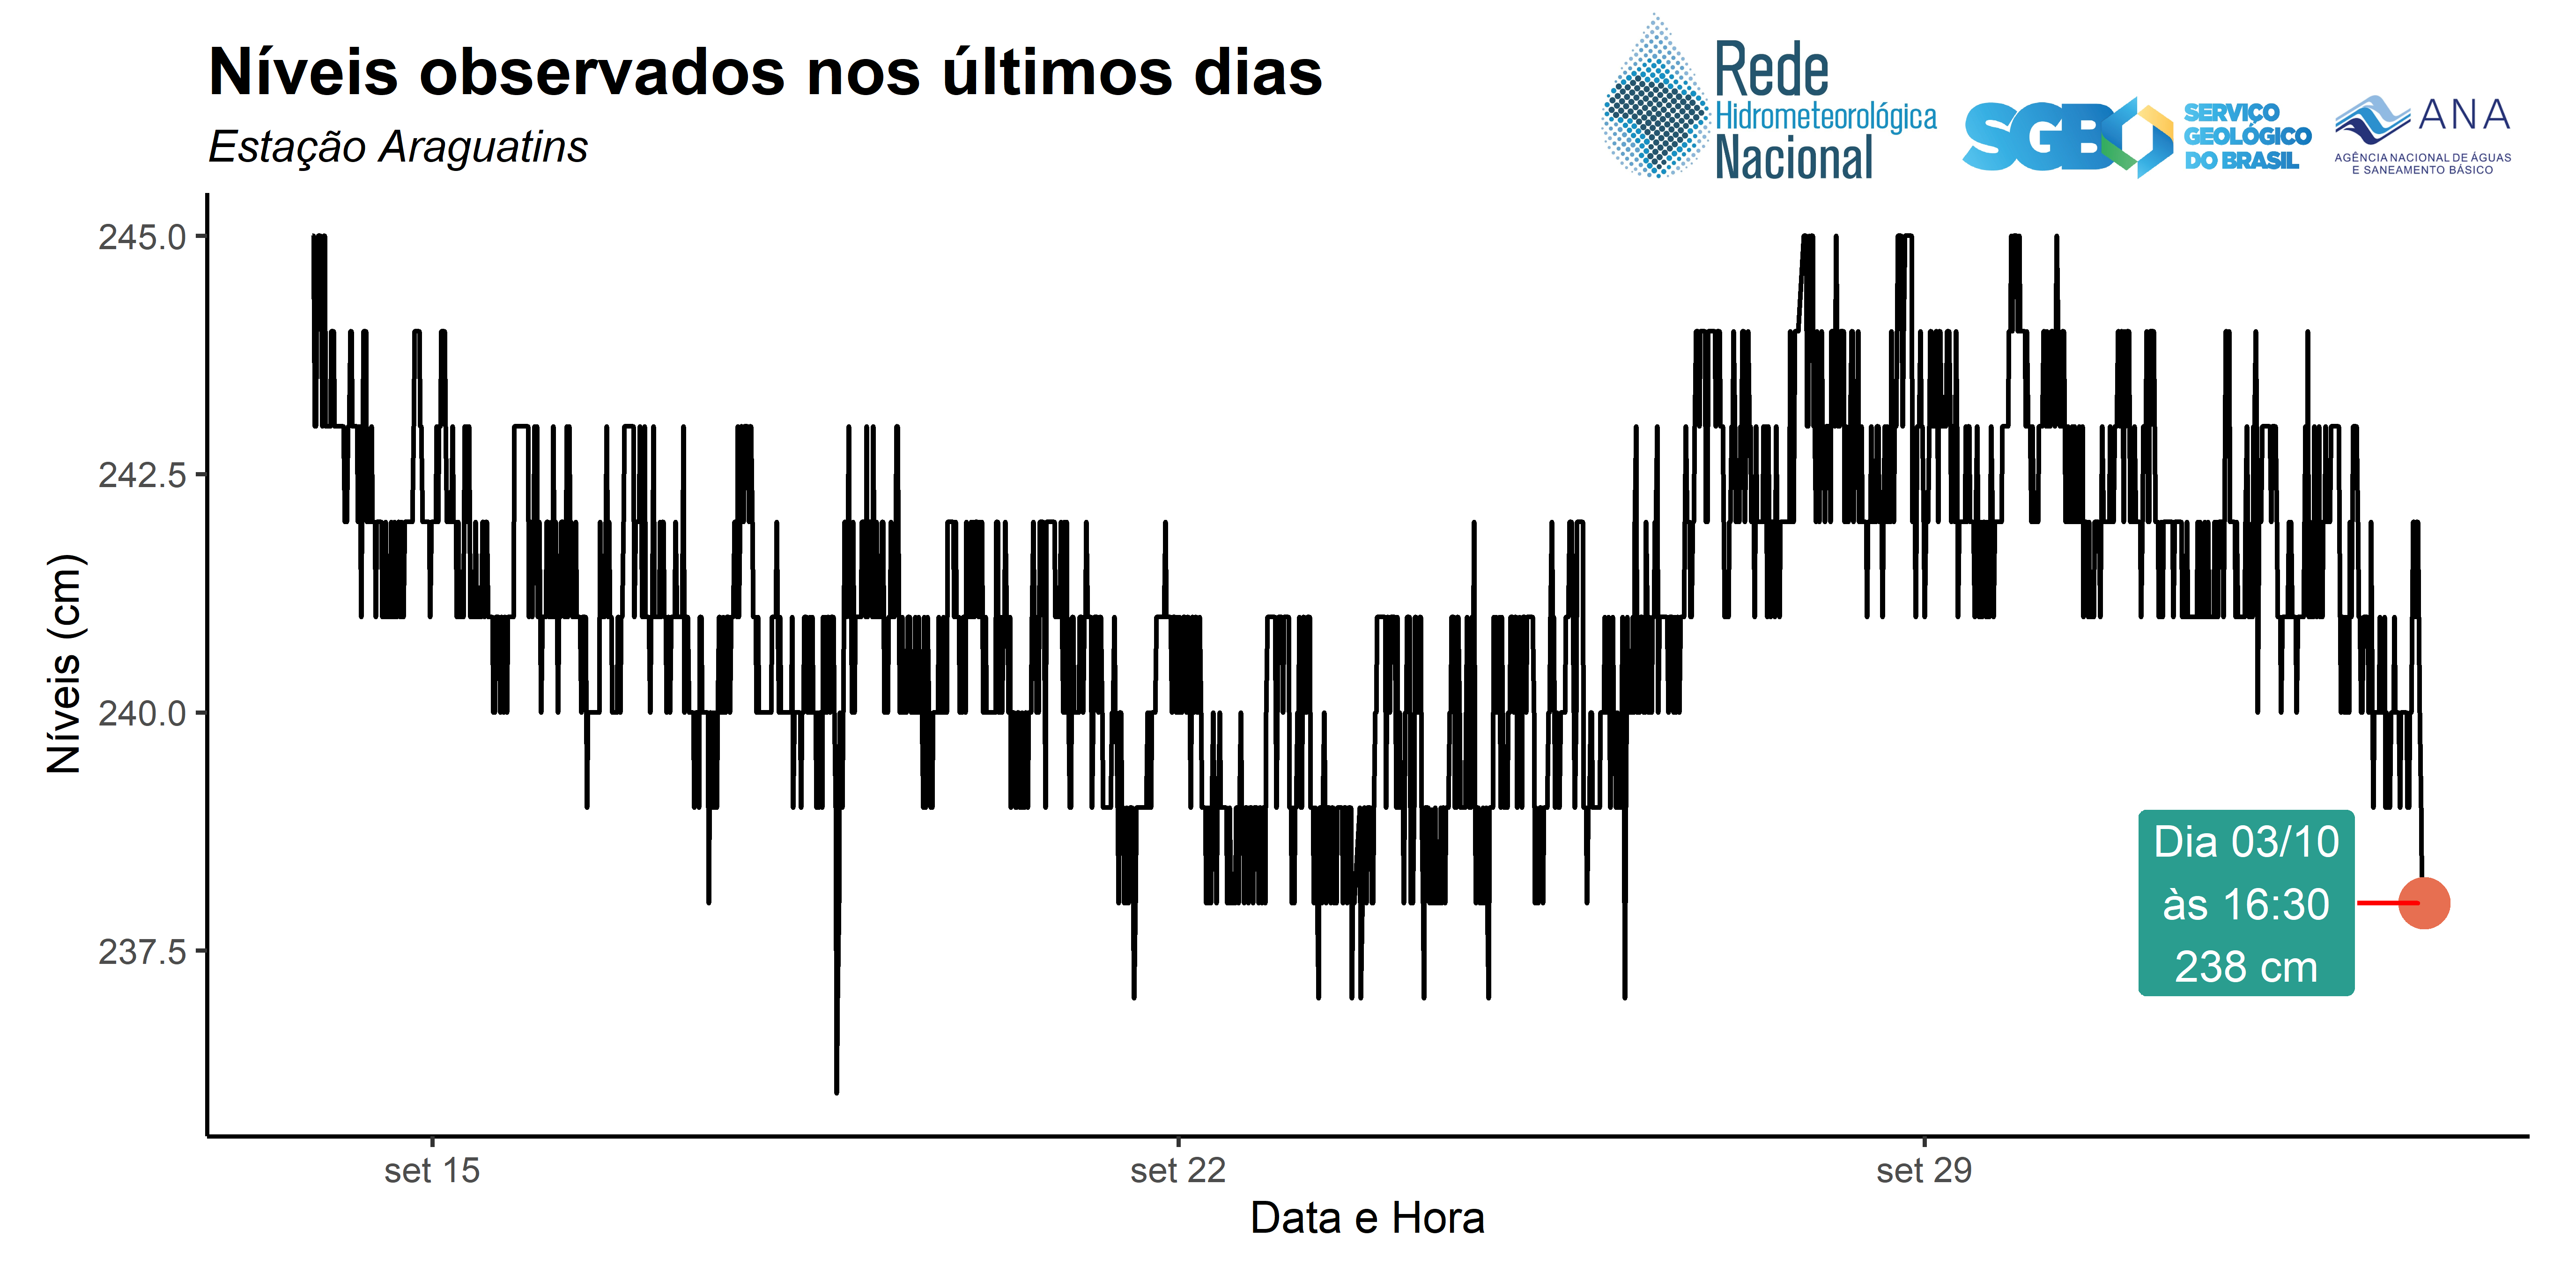 Níveis observados nos últimos dias
Estação Araguatins
Rede
Hidrometeorológica
Nacional
SGB
SERVIÇO
GEOLÓGICO
DO BRASIL
ANA
AGÊNCIA NACIONAL DE ÁGUAS
E SANEAMENTO BÁSICO
Níveis (cm)
245.0
242.5
240.0
237.5
Dia 03/10
às 16:30
238 cm
set 15
set 22
set 29
Data e Hora